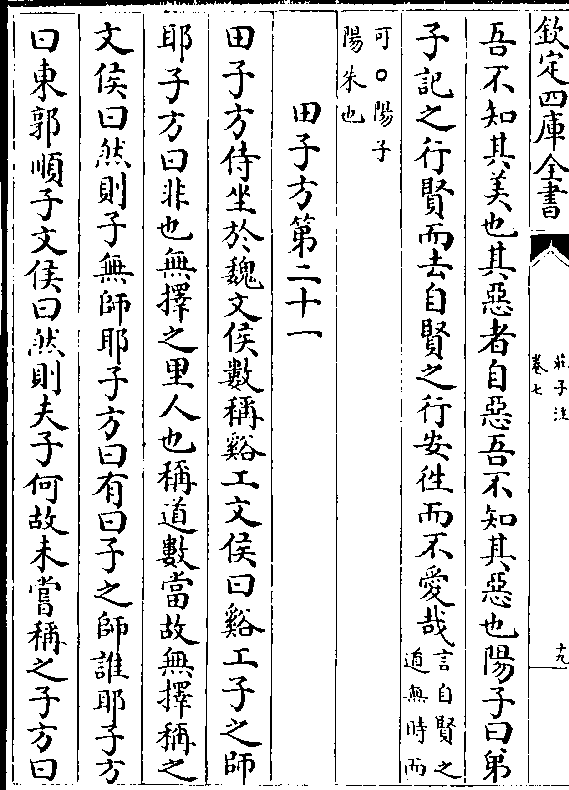 欽定四庫全書
莊子注
卷七
十九
吾不知其美也其惡者自惡吾不知其惡也陽子曰弟
子記之行賢而去自賢之行安徃而不愛哉言自賢之
道無時而
可○陽子
陽朱也
田子方第二十一
田子方侍坐於魏文侯數稱谿工文侯曰谿工子之師
耶子方曰非也無擇之里人也稱道數當故無擇稱之
文侯曰然則子無師耶子方曰有曰子之師誰耶子方
曰東郭順子文侯曰然則夫子何故未嘗稱之子方曰